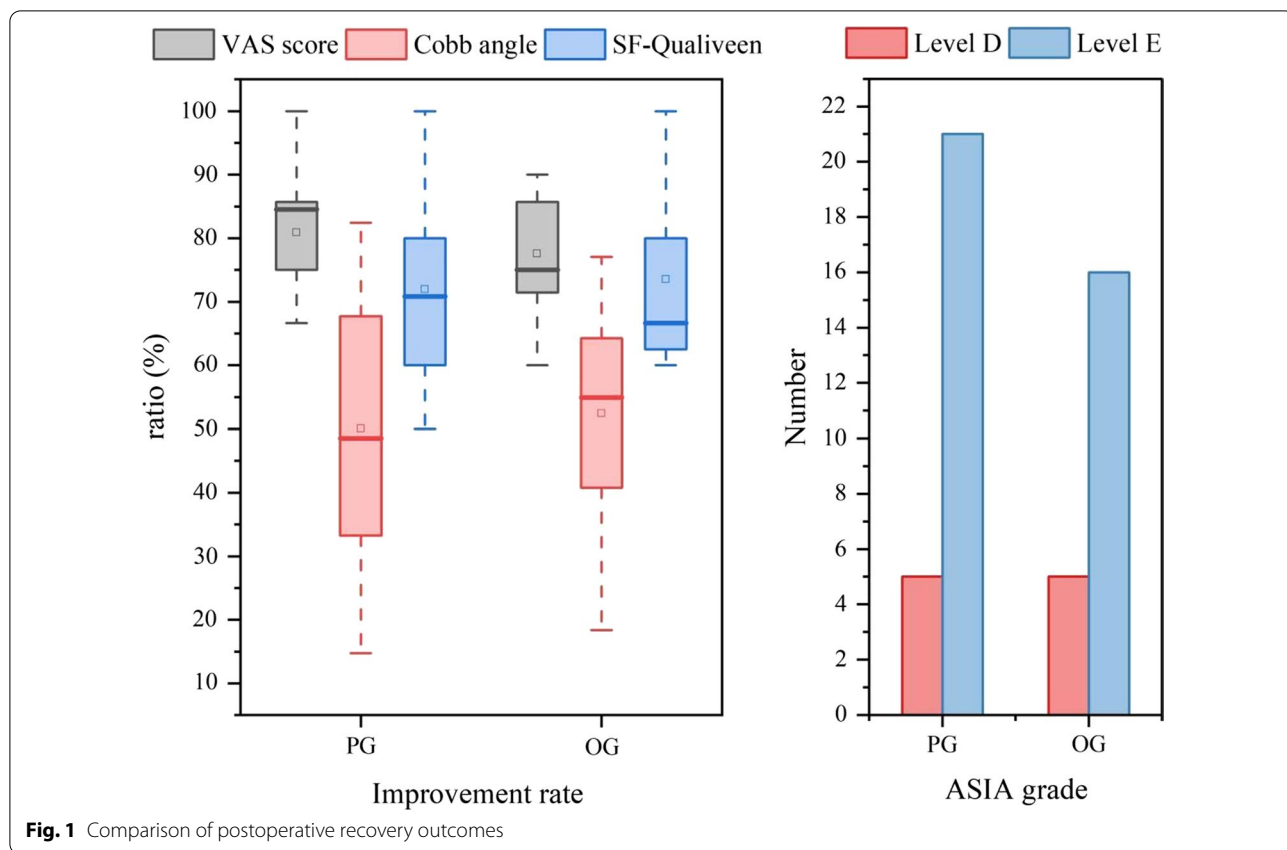 VAS score Cobb angle SF-Qualiveen
100
90
80
70
60
50
40
30
20
10
ratio (%)
PG OG
Improvement rate
Level D Level E
22
20
18
16
14
12
10
8
6
4
2
0
Number
PG OG
ASIA grade
Fig. 1 Comparison of postoperative recovery outcomes